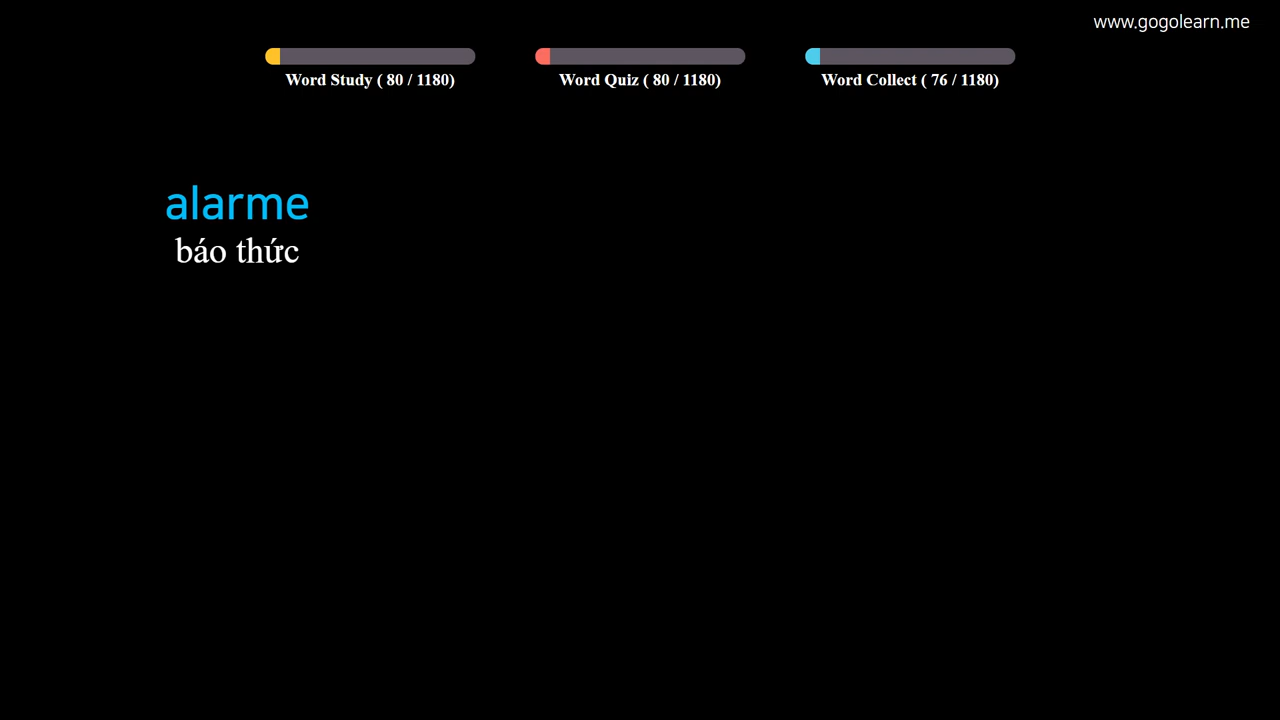 www.gogolearn.me
Word Study ( 80 / 1180)
Word Quiz ( 80 / 1180)
Word Collect ( 76 / 1180)
alarme
báo thức